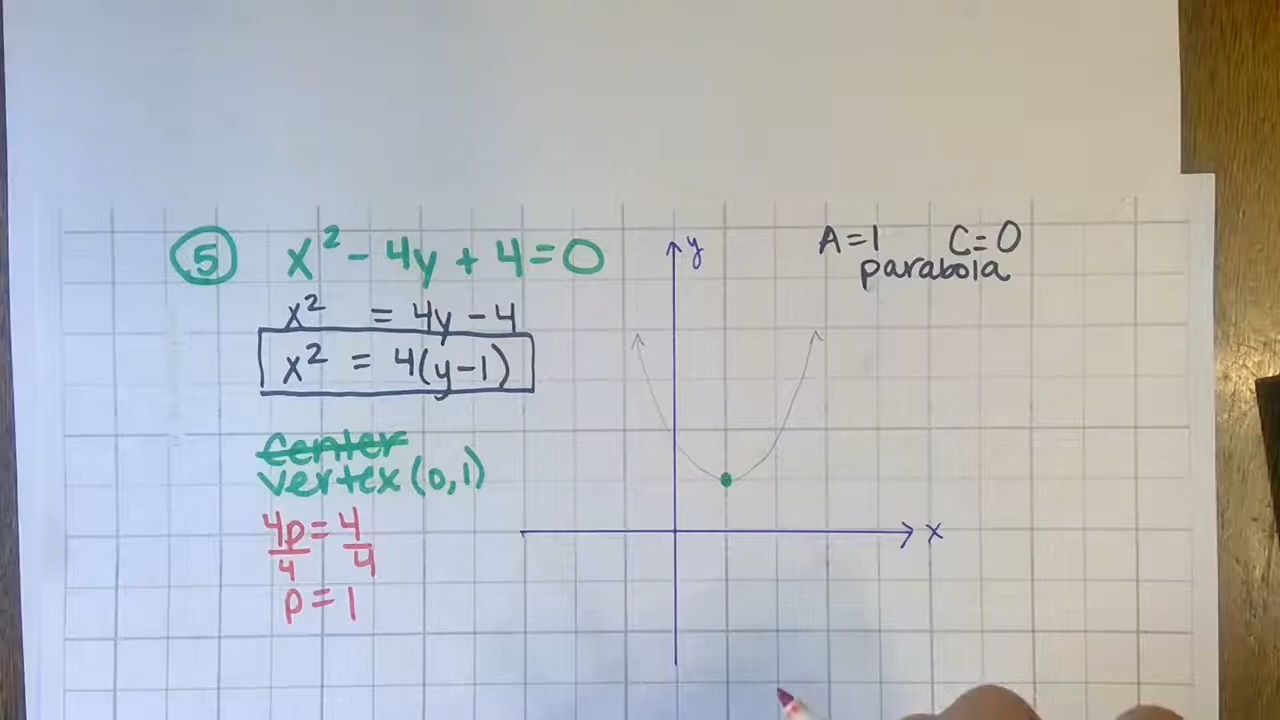 5 x² - 4y + 4 = 0
x² = 4y - 4
x² = 4(y-1)
center
vertex (0,1)
4p/4 = 4/4
p = 1
y
x
A=1 C=0
parabola